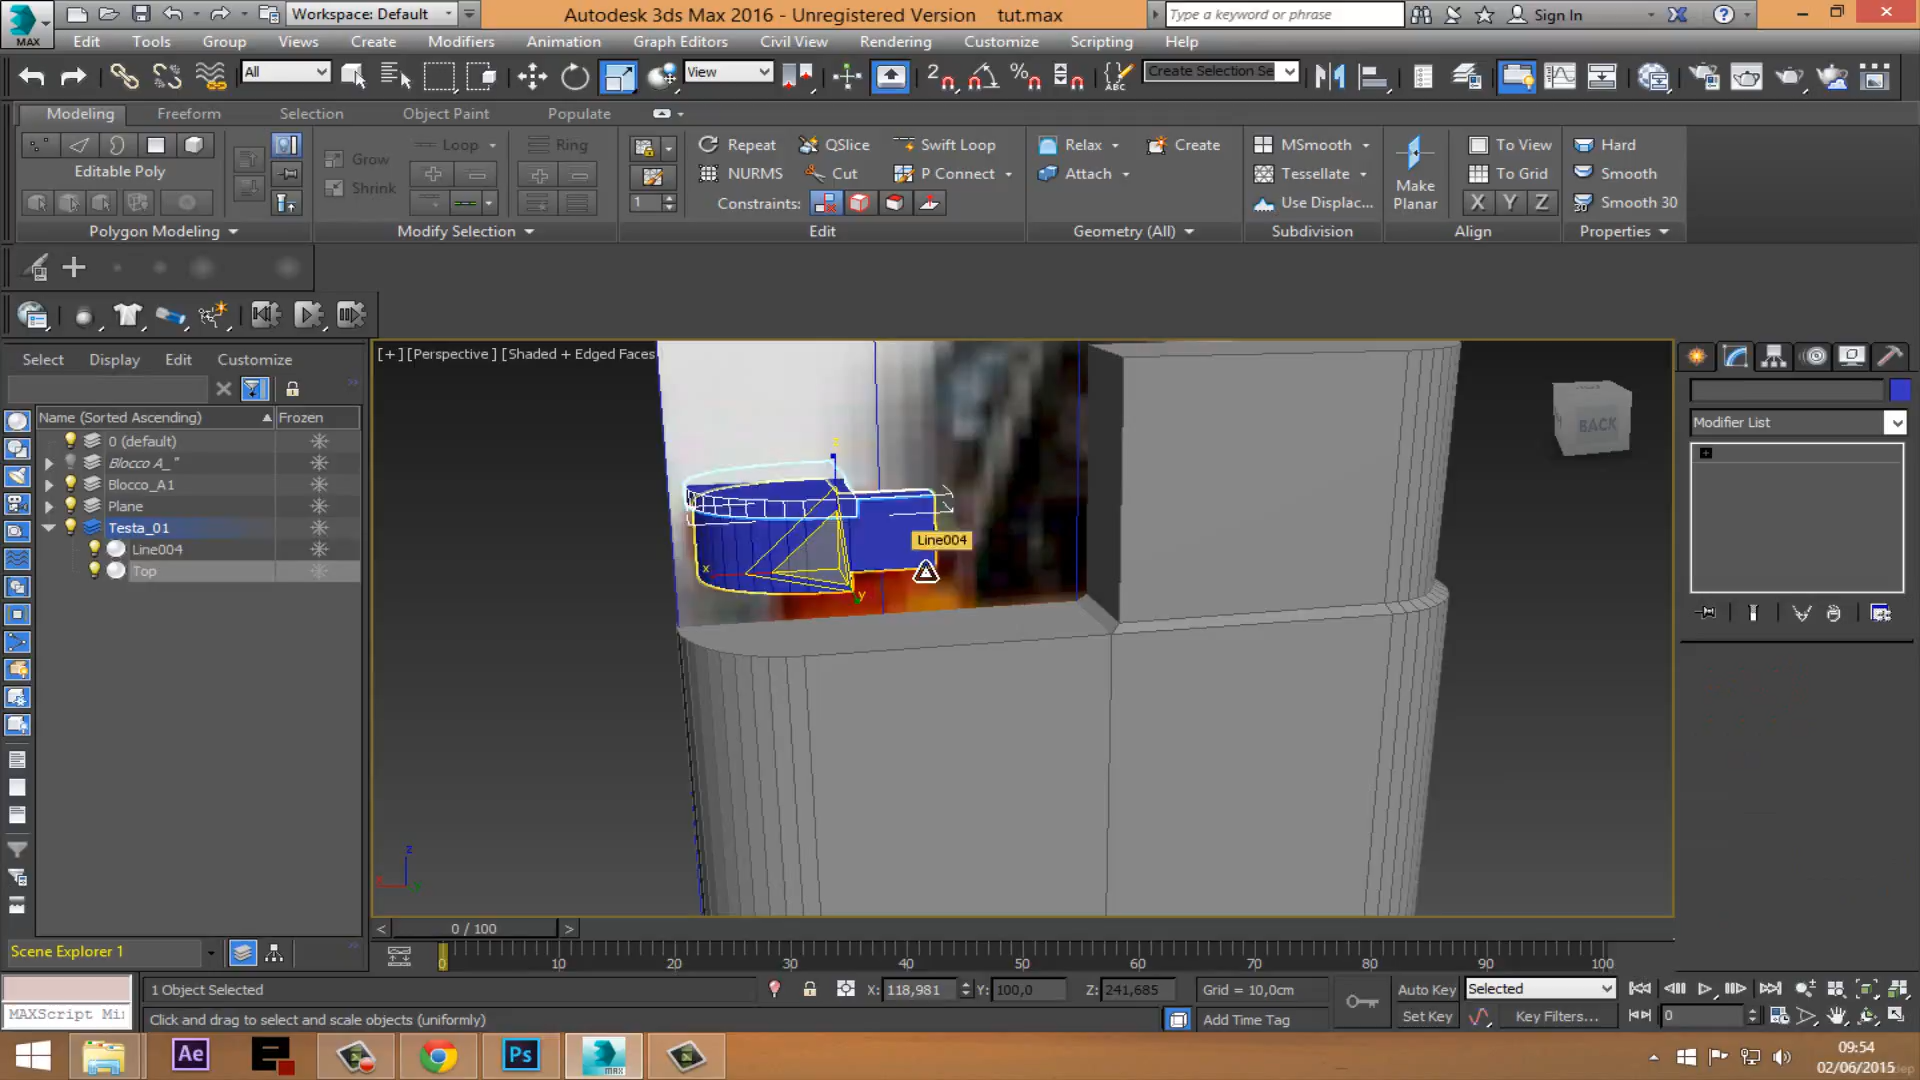 MAX
Workspace: Default
Autodesk 3ds Max 2016 - Unregistered Version tut.max
Type a keyword or phrase
Sign In
Edit Tools Group Views Create Modifiers Animation Graph Editors Civil View Rendering Customize Scripting Help
All
View
Create Selection Se
ABC
Modeling Freeform Selection Object Paint Populate
Grow Loop Ring Repeat QSlice Swift Loop Relax Create MSmooth To View Hard
Editable Poly
Shrink NURMS Cut P Connect Attach Tessellate To Grid Smooth
Make Planar
1 Constraints: Use Displac... X Y Z Smooth 30
Polygon Modeling Modify Selection Edit Geometry (All) Subdivision Align Properties
Select Display Edit Customize
[+] [Perspective ] [Shaded + Edged Faces
Name (Sorted Ascending) Frozen
0 (default)
Blocco A_"
Blocco_A1
Plane
Testa_01
Line004
Top
Line004
BACK
z
x
y
Modifier List
z
0 / 100
Scene Explorer 1
0 10 20 30 40 50 60 70 80 90 100
1 Object Selected
X: 118,981 Y: 100,0 Z: 241,685
Grid = 10,0cm
Auto Key Selected
MAXScript Mi
Click and drag to select and scale objects (uniformly)
Add Time Tag
Set Key Key Filters...
0
Ae
Ps
MAX
09:54
02/06/2015